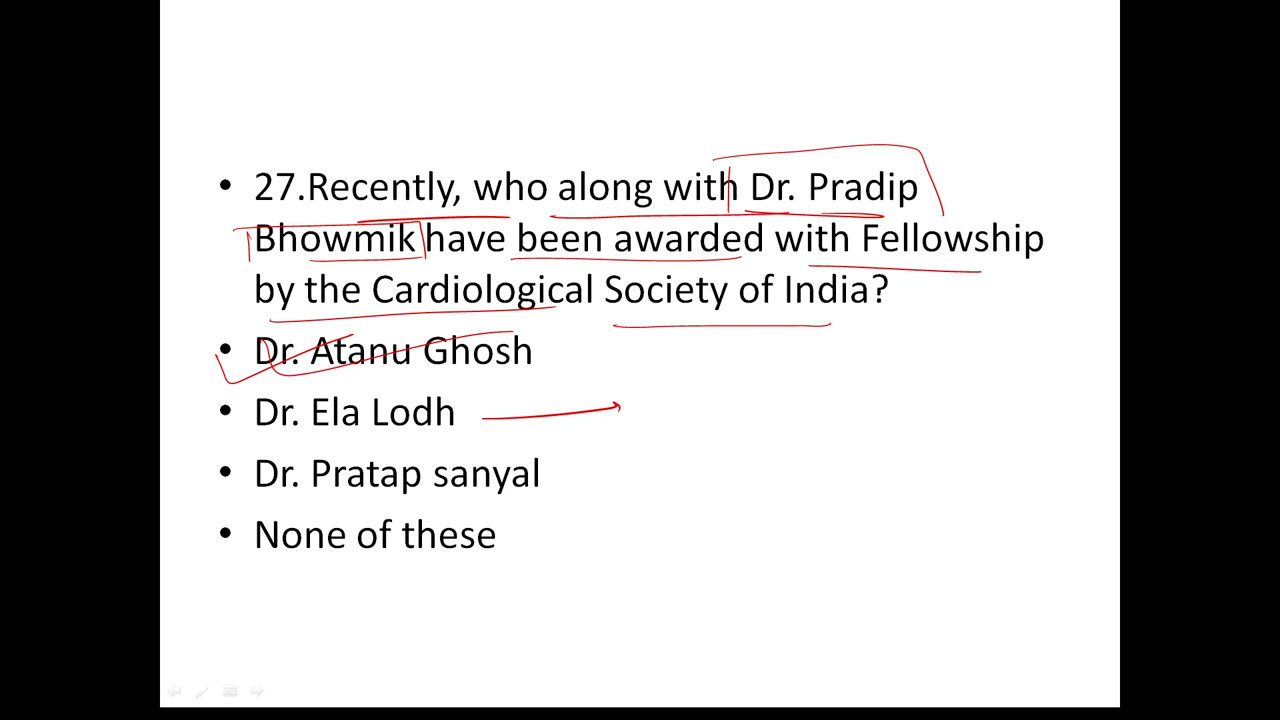 • 27.Recently, who along with Dr. Pradip
Bhowmik have been awarded with Fellowship
by the Cardiological Society of India?
• Dr. Atanu Ghosh
• Dr. Ela Lodh
• Dr. Pratap sanyal
• None of these